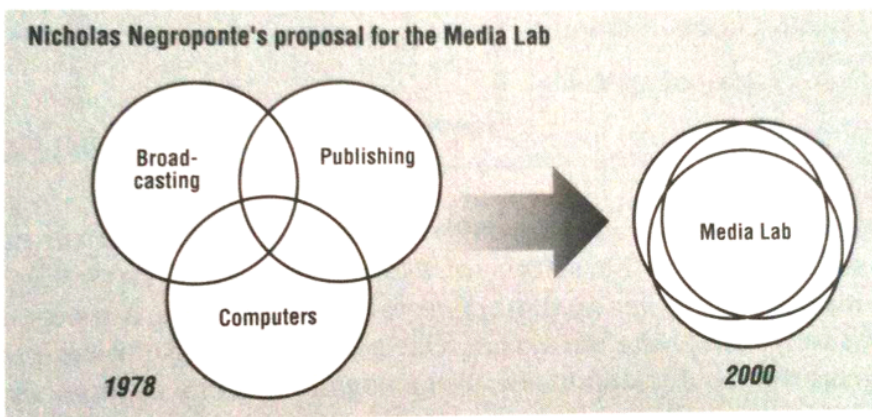 Nicholas Negroponte's proposal for the Media Lab
Broad-
casting
Publishing
Computers
1978
Media Lab
2000